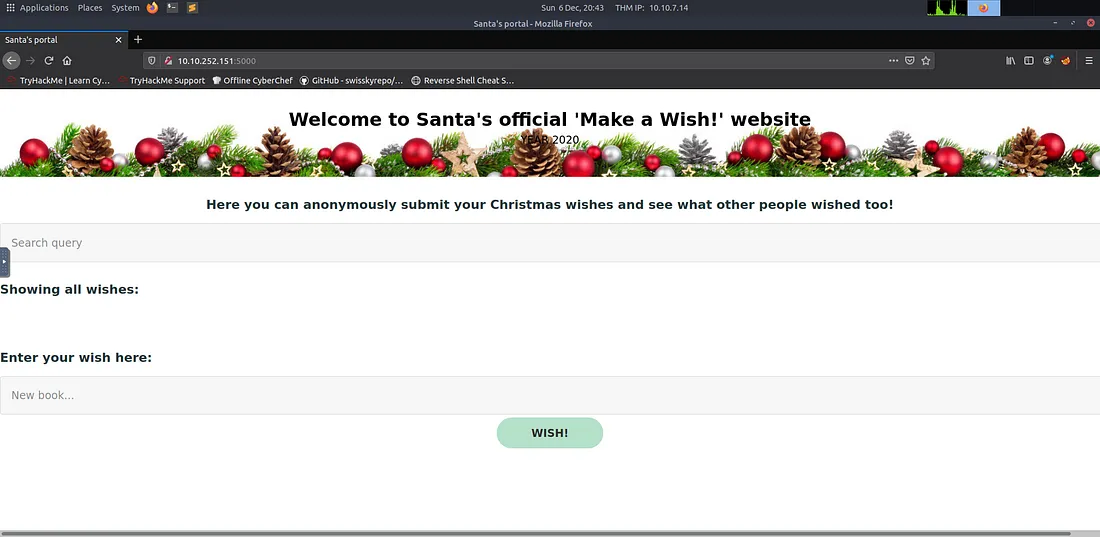 Applications Places System Sun 6 Dec, 20:43 THM IP: 10.10.7.14
Santa's portal - Mozilla Firefox
Santa's portal
10.10.252.151:5000
TryHackMe | Learn Cy… TryHackMe Support Offline CyberChef GitHub - swisskyrepo/… Reverse Shell Cheat S…
Welcome to Santa's official 'Make a Wish!' website
YEAR 2020
Here you can anonymously submit your Christmas wishes and see what other people wished too!
Search query
Showing all wishes:
Enter your wish here:
New book...
WISH!